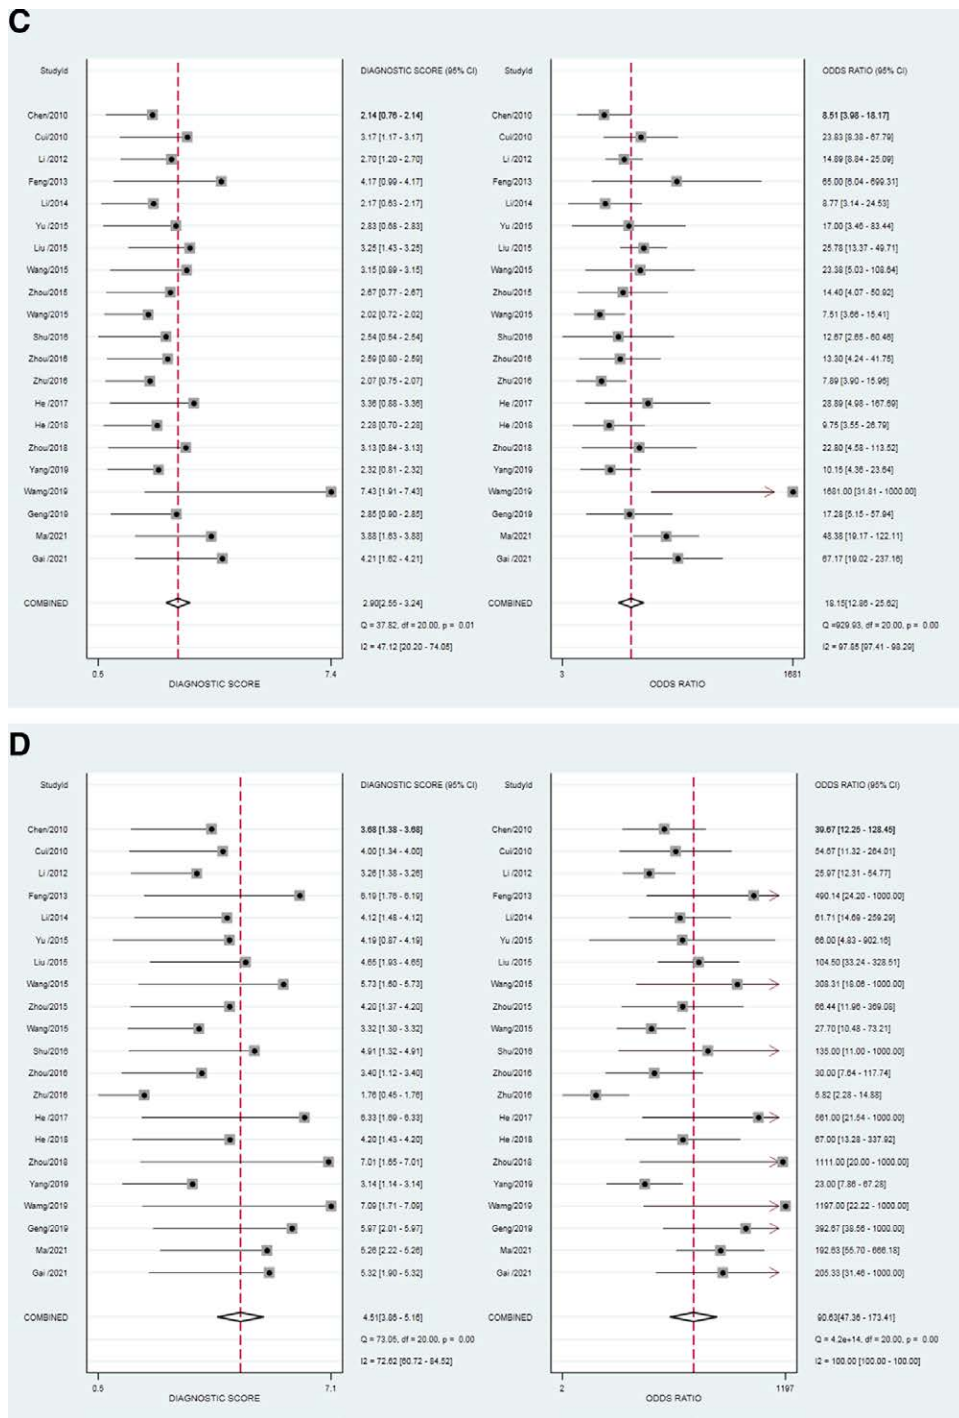 C
StudyId DIAGNOSTIC SCORE (95% CI) StudyId ODDS RATIO (95% CI)
Chen/2010 2.14 [0.76 - 2.14] Chen/2010 8.51 [3.98 - 18.17]
Cui/2010 3.17 [1.17 - 3.17] Cui/2010 23.83 [8.38 - 67.79]
Li /2012 2.70 [1.28 - 2.70] Li /2012 14.89 [8.84 - 25.09]
Feng/2013 4.17 [0.99 - 4.17] Feng/2013 65.00 [6.04 - 699.31]
Li/2014 2.17 [0.63 - 2.17] Li/2014 8.77 [3.14 - 24.53]
Yu /2015 2.83 [0.68 - 2.83] Yu /2015 17.00 [3.46 - 83.44]
Liu /2015 3.25 [1.43 - 3.25] Liu /2015 25.78 [13.37 - 49.71]
Wang/2015 3.15 [0.89 - 3.15] Wang/2015 23.38 [5.03 - 108.64]
Zhou/2015 2.67 [0.77 - 2.67] Zhou/2015 14.40 [4.07 - 50.92]
Wang/2015 2.02 [0.72 - 2.02] Wang/2015 7.51 [3.66 - 15.41]
Shu/2016 2.54 [0.54 - 2.54] Shu/2016 12.67 [2.65 - 60.46]
Zhou/2016 2.59 [0.80 - 2.59] Zhou/2016 13.30 [4.24 - 41.75]
Zhu/2016 2.07 [0.75 - 2.07] Zhu/2016 7.89 [3.90 - 15.96]
He /2017 3.36 [0.88 - 3.36] He /2017 28.89 [4.98 - 167.69]
He /2018 2.28 [0.70 - 2.28] He /2018 9.75 [3.55 - 26.79]
Zhou/2018 3.13 [0.84 - 3.13] Zhou/2018 22.80 [4.58 - 113.52]
Yang/2019 2.32 [0.81 - 2.32] Yang/2019 10.15 [4.36 - 23.64]
Wamg/2019 7.43 [1.91 - 7.43] Wamg/2019 1681.00 [31.81 - 1000.00]
Geng/2019 2.85 [0.90 - 2.85] Geng/2019 17.28 [5.15 - 57.94]
Ma/2021 3.88 [1.63 - 3.88] Ma/2021 48.38 [19.17 - 122.11]
Gai /2021 4.21 [1.62 - 4.21] Gai /2021 67.17 [19.02 - 237.16]
COMBINED 2.90[2.55 - 3.24] COMBINED 18.15[12.86 - 25.62]
Q = 37.82, df = 20.00, p = 0.01 Q =929.93, df = 20.00, p = 0.00
I2 = 47.12 [20.20 - 74.05] I2 = 97.85 [97.41 - 98.29]
0.5 7.4 3 1681
DIAGNOSTIC SCORE ODDS RATIO
D
StudyId DIAGNOSTIC SCORE (95% CI) StudyId ODDS RATIO (95% CI)
Chen/2010 3.68 [1.38 - 3.68] Chen/2010 39.67 [12.25 - 128.45]
Cui/2010 4.00 [1.34 - 4.00] Cui/2010 54.67 [11.32 - 264.01]
Li /2012 3.26 [1.38 - 3.26] Li /2012 25.97 [12.31 - 54.77]
Feng/2013 6.19 [1.76 - 6.19] Feng/2013 490.14 [24.20 - 1000.00]
Li/2014 4.12 [1.48 - 4.12] Li/2014 61.71 [14.69 - 259.29]
Yu /2015 4.19 [0.87 - 4.19] Yu /2015 66.00 [4.83 - 902.16]
Liu /2015 4.65 [1.93 - 4.65] Liu /2015 104.50 [33.24 - 328.51]
Wang/2015 5.73 [1.60 - 5.73] Wang/2015 308.31 [18.06 - 1000.00]
Zhou/2015 4.20 [1.37 - 4.20] Zhou/2015 66.44 [11.96 - 369.08]
Wang/2015 3.32 [1.30 - 3.32] Wang/2015 27.70 [10.48 - 73.21]
Shu/2016 4.91 [1.32 - 4.91] Shu/2016 135.00 [11.00 - 1000.00]
Zhou/2016 3.40 [1.12 - 3.40] Zhou/2016 30.00 [7.64 - 117.74]
Zhu/2016 1.76 [0.45 - 1.76] Zhu/2016 5.82 [2.28 - 14.88]
He /2017 6.33 [1.69 - 6.33] He /2017 561.00 [21.54 - 1000.00]
He /2018 4.20 [1.43 - 4.20] He /2018 67.00 [13.28 - 337.92]
Zhou/2018 7.01 [1.65 - 7.01] Zhou/2018 1111.00 [20.00 - 1000.00]
Yang/2019 3.14 [1.14 - 3.14] Yang/2019 23.00 [7.86 - 67.28]
Wamg/2019 7.09 [1.71 - 7.09] Wamg/2019 1197.00 [22.22 - 1000.00]
Geng/2019 5.97 [2.01 - 5.97] Geng/2019 392.67 [38.56 - 1000.00]
Ma/2021 5.26 [2.22 - 5.26] Ma/2021 192.63 [55.70 - 666.18]
Gai /2021 5.32 [1.90 - 5.32] Gai /2021 205.33 [31.46 - 1000.00]
COMBINED 4.51[3.86 - 5.16] COMBINED 90.63[47.36 - 173.41]
Q = 73.05, df = 20.00, p = 0.00 Q = 4.2e+14, df = 20.00, p = 0.00
I2 = 72.62 [60.72 - 84.52] I2 = 100.00 [100.00 - 100.00]
0.5 7.1 2 1197
DIAGNOSTIC SCORE ODDS RATIO